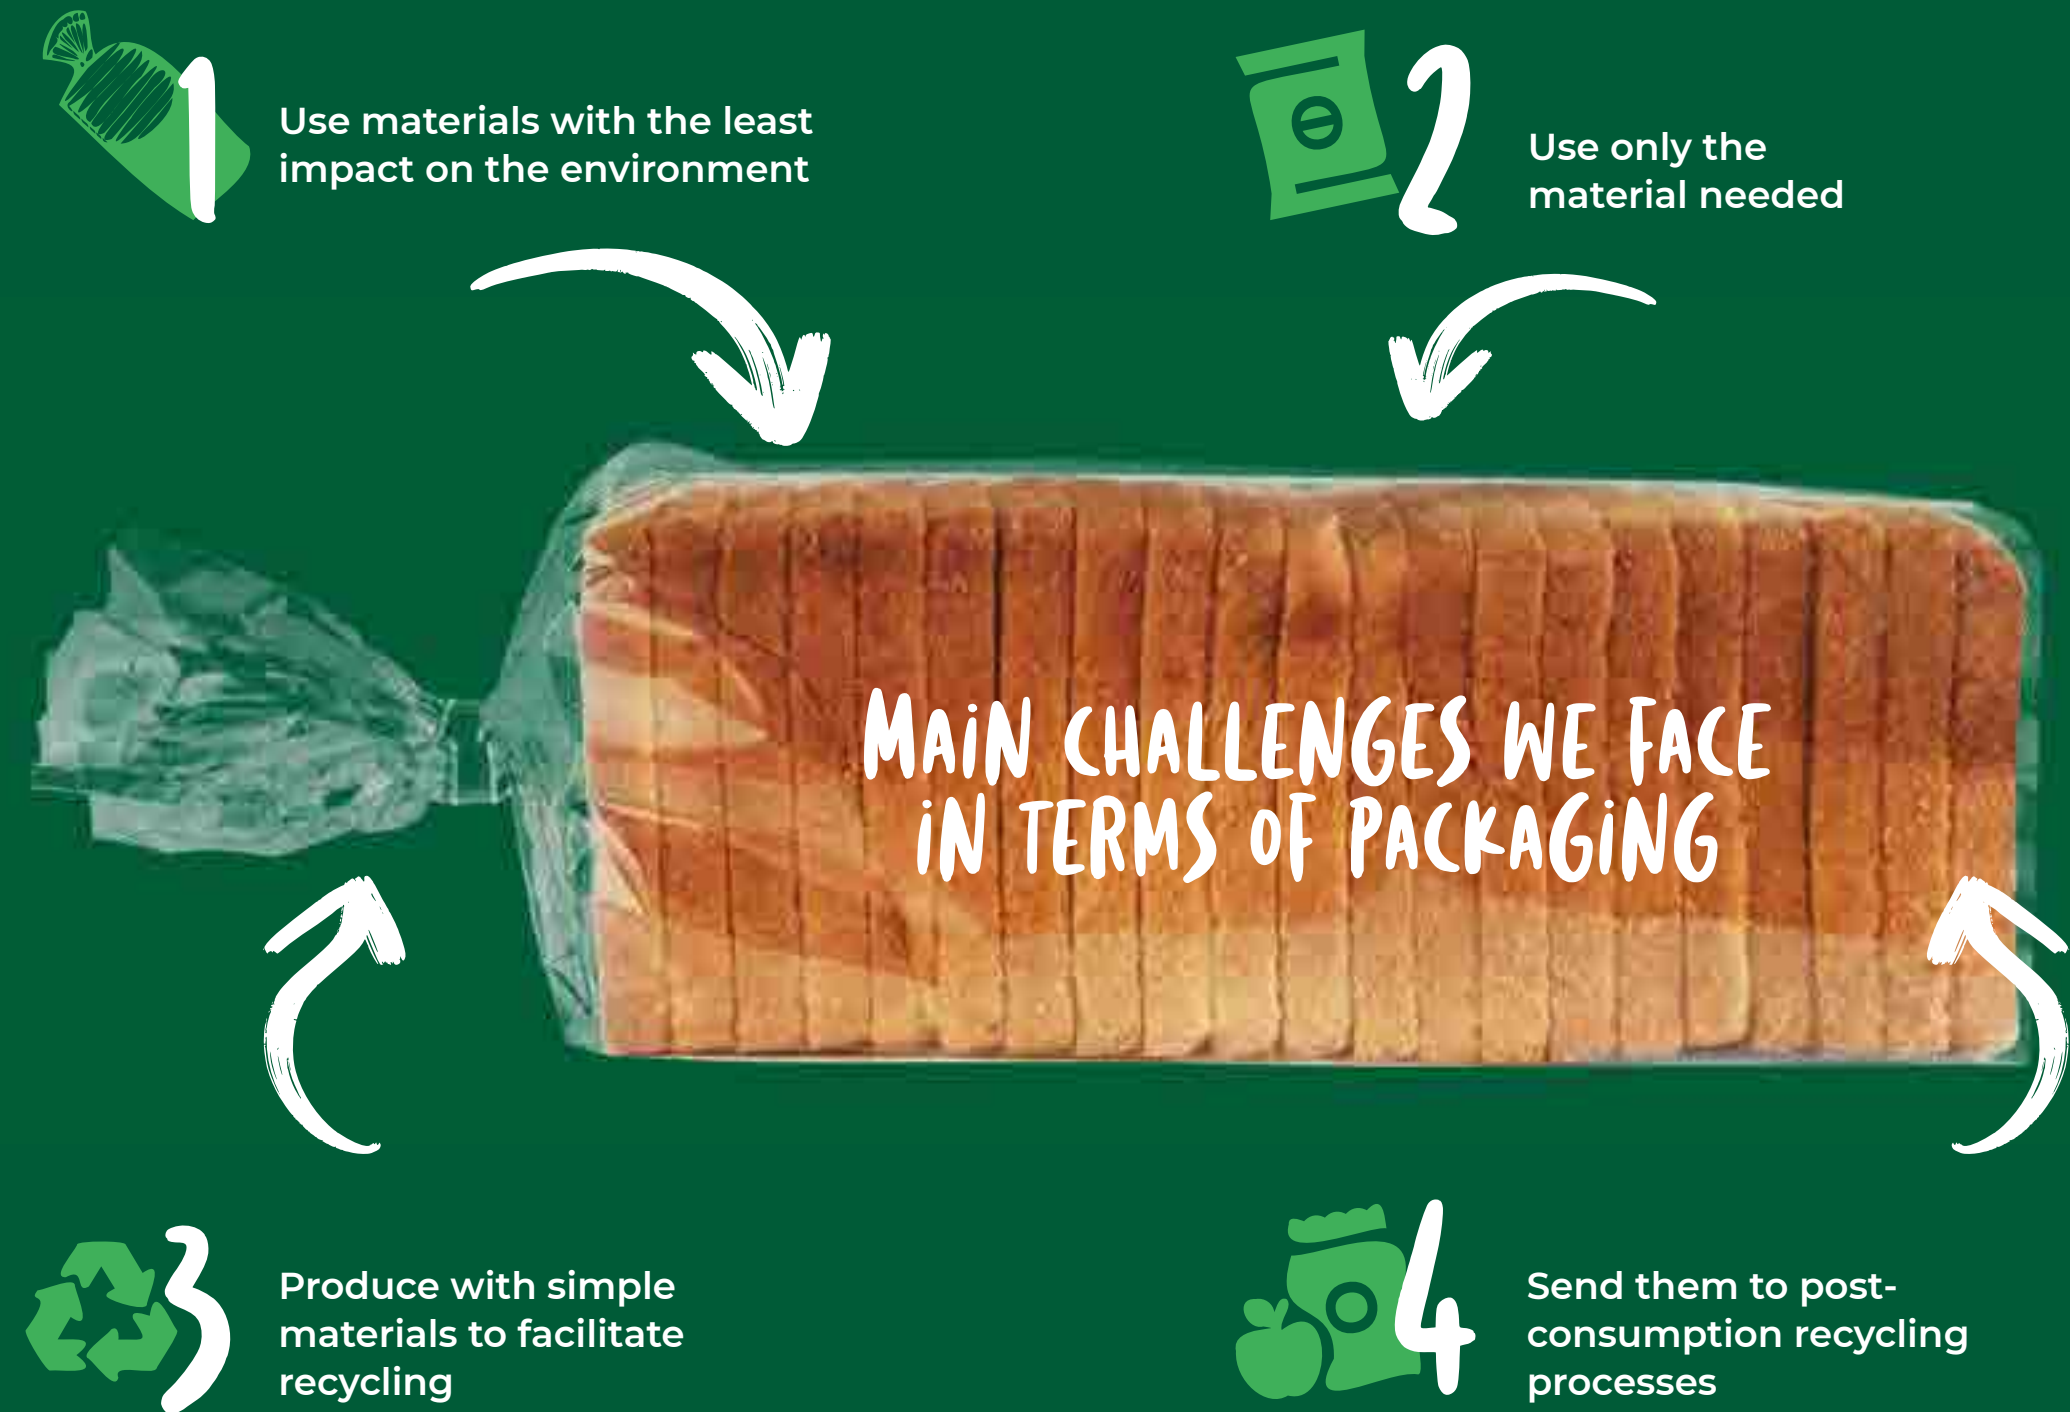 1
Use materials with the least
impact on the environment
2
Use only the
material needed
MAiN CHALLENGES WE FACE
iN TERMS OF PACKAGiNG
3
Produce with simple
materials to facilitate
recycling
4
Send them to post-
consumption recycling
processes